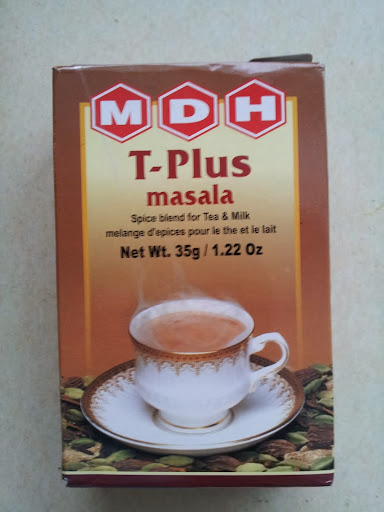 MDH
T-Plus
masala
Spice blend for Tea & Milk
melange d'epices pour le the et le lait
Net Wt. 35g / 1.22 Oz